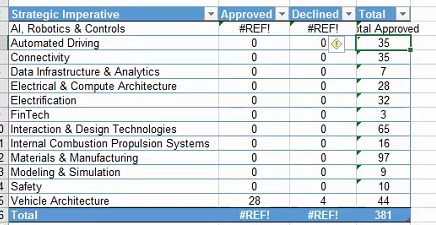 Strategic Imperative Approved Declined Total
AI, Robotics & Controls #REF! #REF! tal Approved
Automated Driving 0 0 35
Connectivity 0 0 35
Data Infrastructure & Analytics 0 0 7
Electrical & Compute Architecture 0 0 28
Electrification 0 0 32
FinTech 0 0 3
Interaction & Design Technologies 0 0 65
Internal Combustion Propulsion Systems 0 0 16
Materials & Manufacturing 0 0 97
Modeling & Simulation 0 0 9
Safety 0 0 10
Vehicle Architecture 28 4 44
Total #REF! #REF! 381